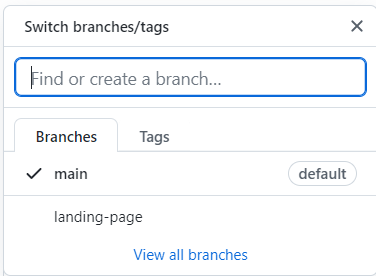 Switch branches/tags
Find or create a branch...
Branches Tags
main default
landing-page
View all branches